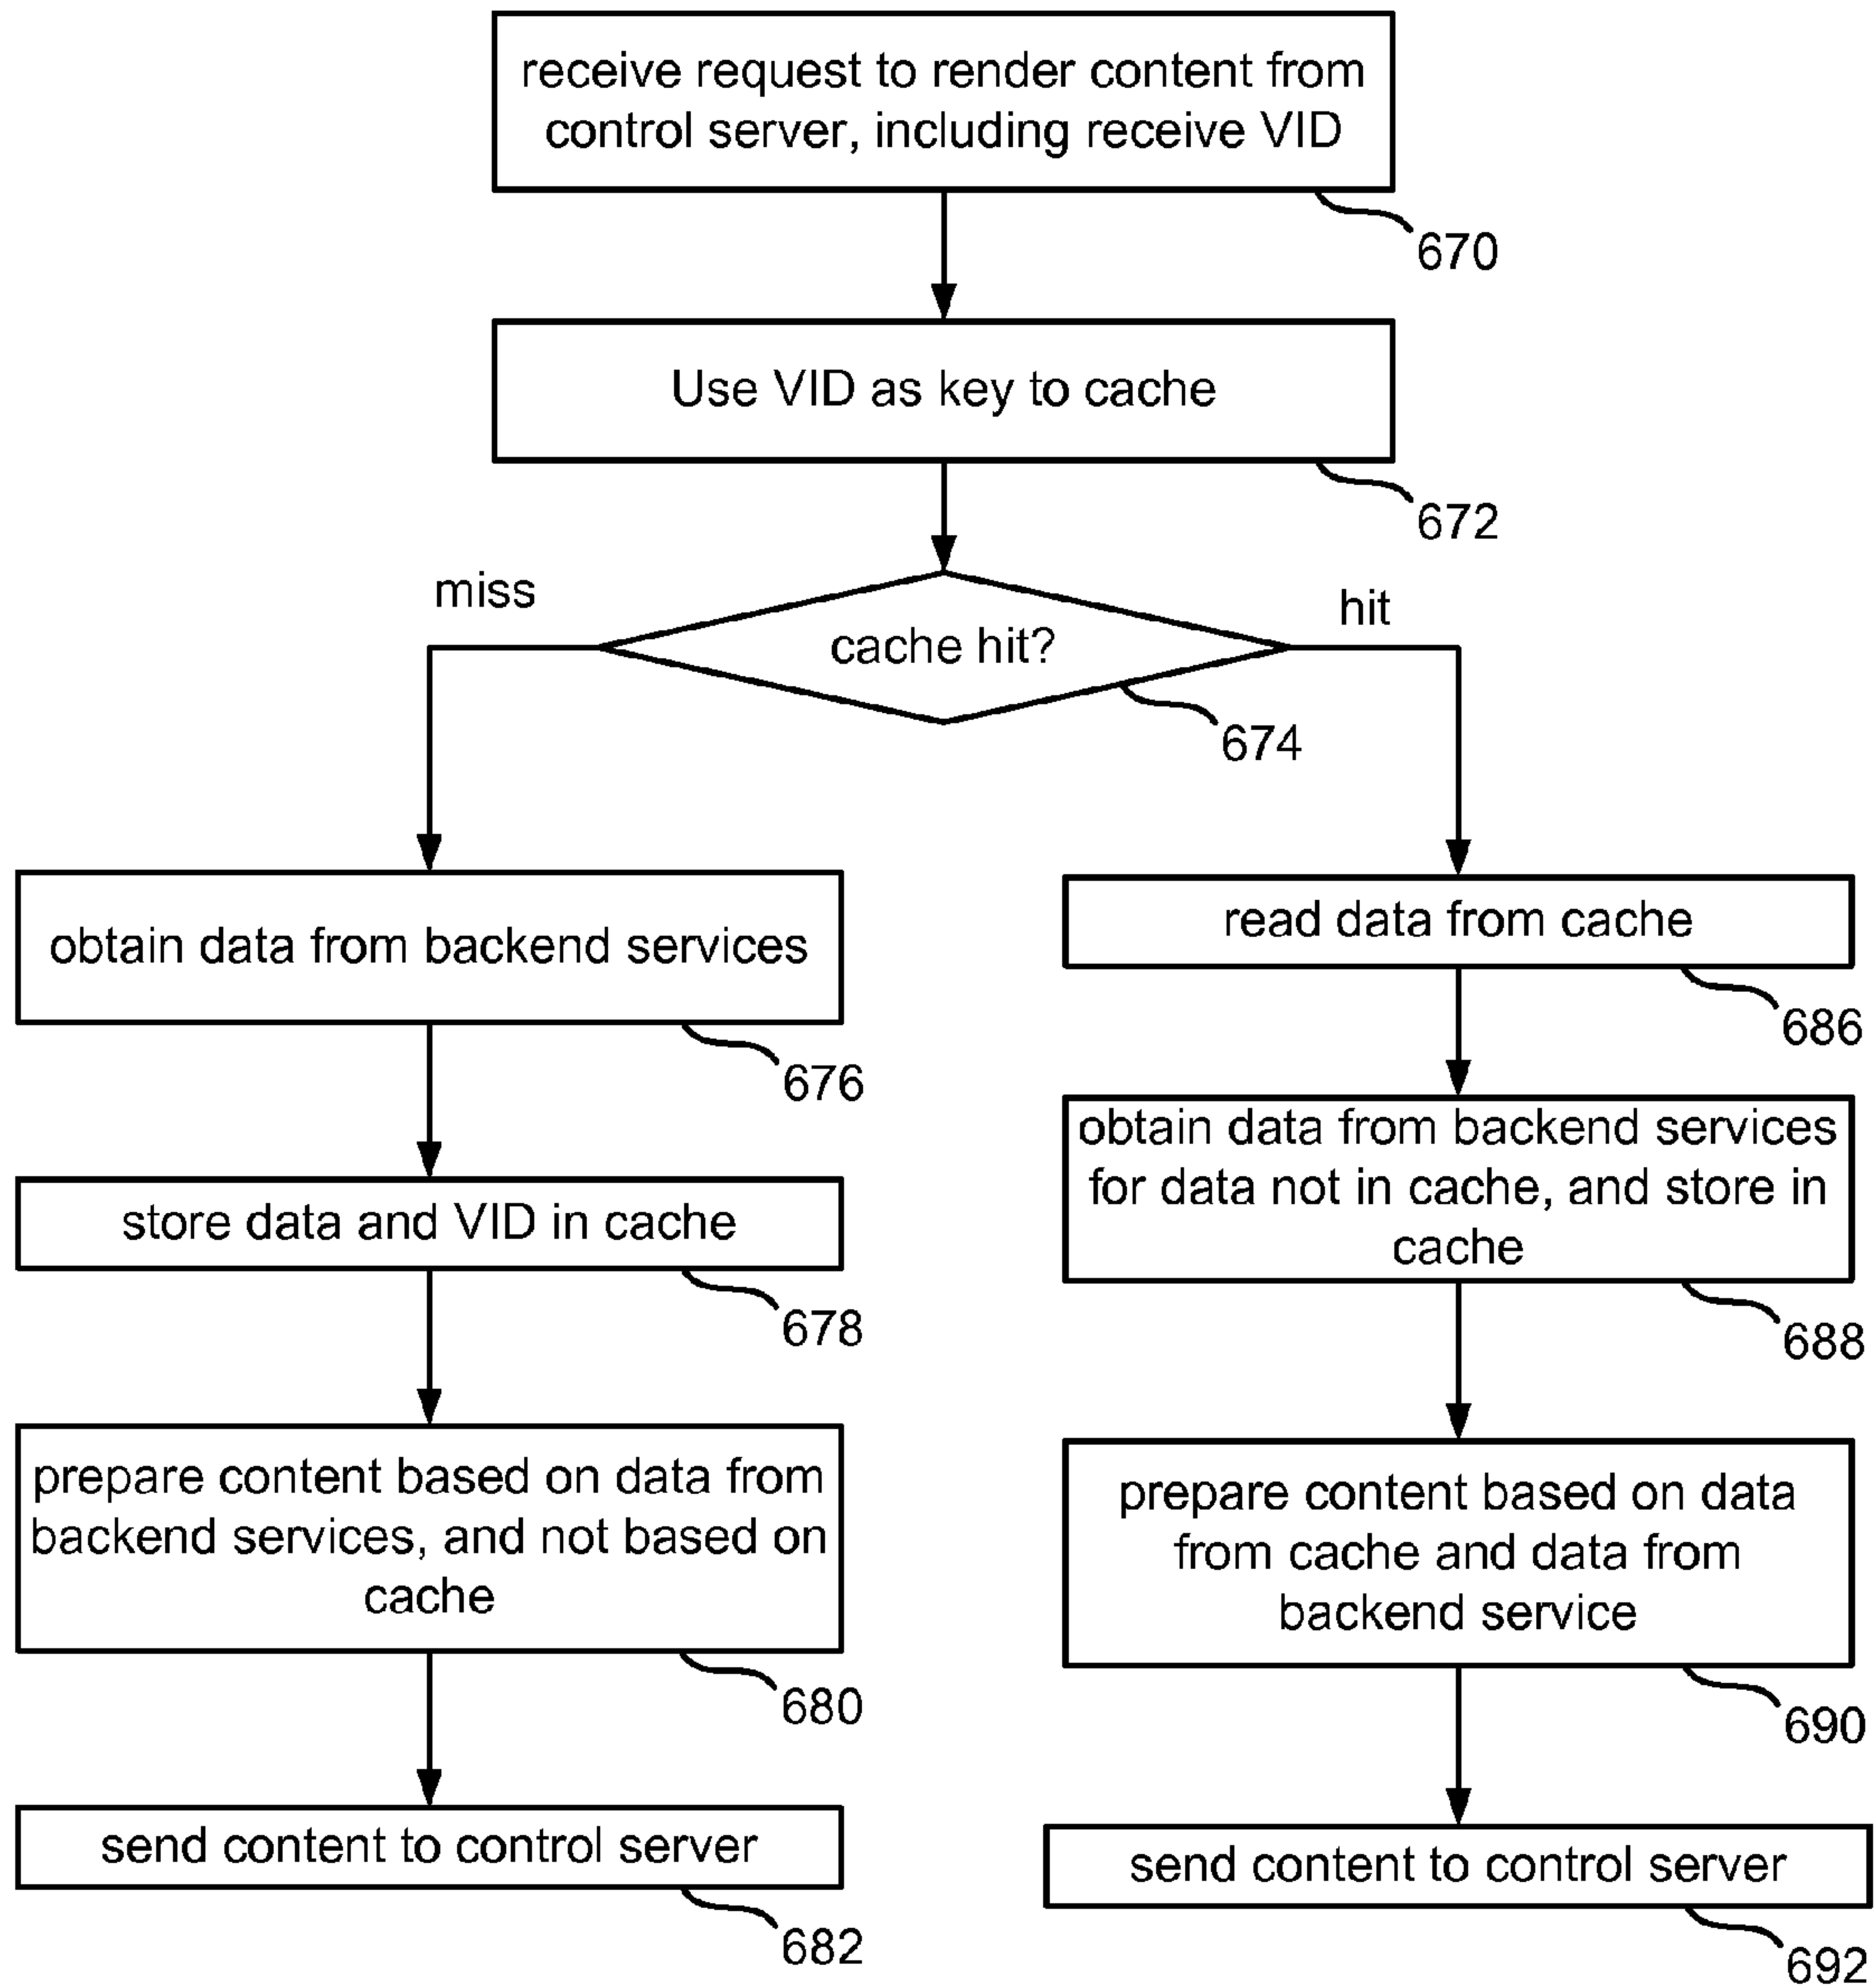 receive request to render content from
control server, including receive VID
670
Use VID as key to cache
672
miss
hit
cache hit?
674
obtain data from backend services
676
store data and VID in cache
678
prepare content based on data from
backend services, and not based on
cache
680
send content to control server
682
read data from cache
686
obtain data from backend services
for data not in cache, and store in
cache
688
prepare content based on data
from cache and data from
backend service
690
send content to control server
692